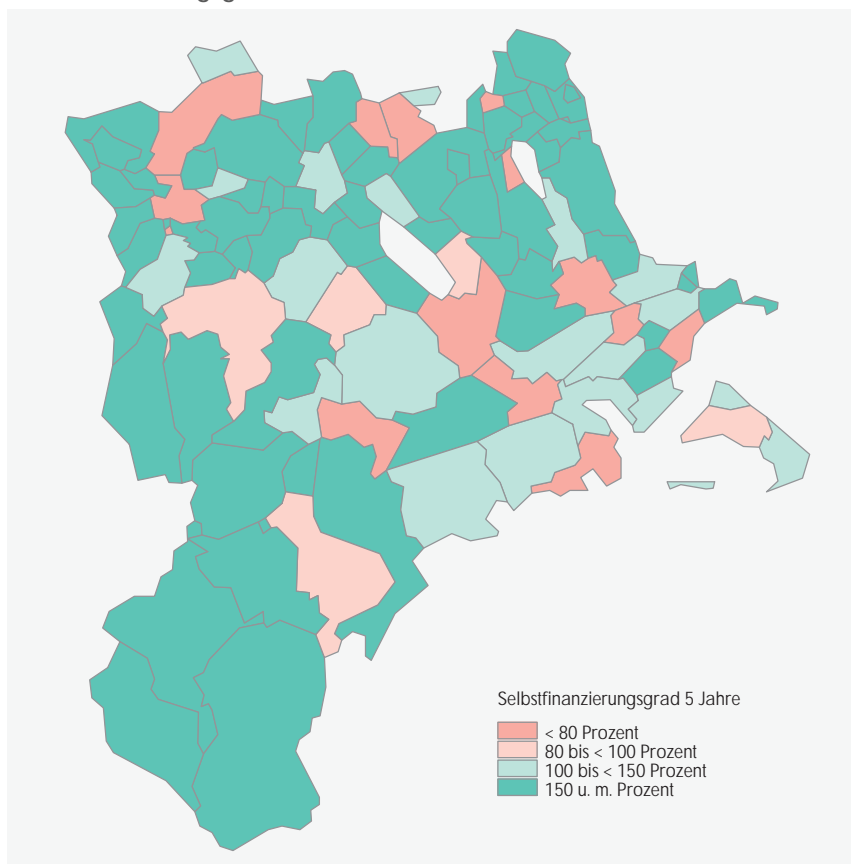 Selbstfinanzierungsgrad 5 Jahre
< 80 Prozent
80 bis < 100 Prozent
100 bis < 150 Prozent
150 u. m. Prozent